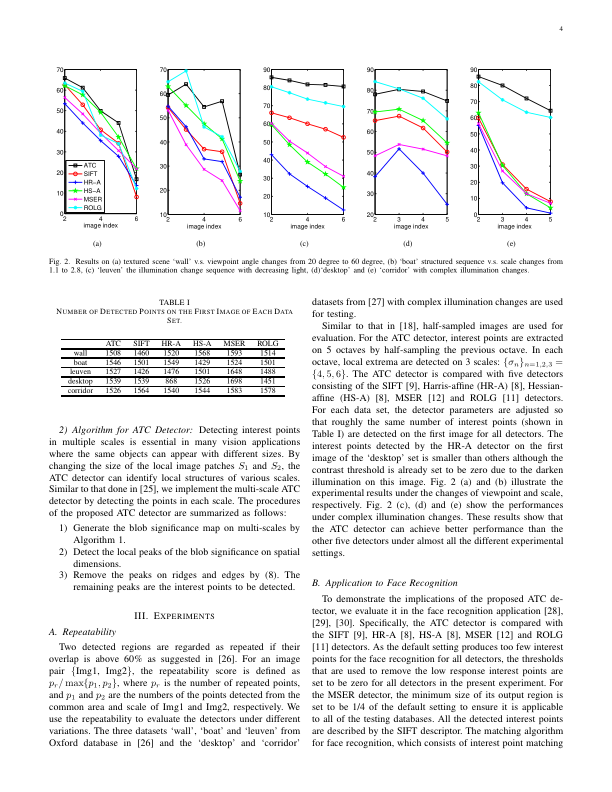 4
70
60
50
40
30
20
10
0
2
4
6
image index
ATC
SIFT
HR−A
HS−A
MSER
ROLG
(a)
70
60
50
40
30
20
10
2
4
6
image index
(b)
90
80
70
60
50
40
30
20
10
2
3
4
5
6
image index
(c)
90
80
70
60
50
40
30
20
2
3
4
5
image index
(d)
90
80
70
60
50
40
30
20
10
0
2
3
4
5
image index
(e)
Fig. 2. Results on (a) textured scene ‘wall’ v.s. viewpoint angle changes from 20 degree to 60 degree, (b) ‘boat’ structured sequence v.s. scale changes from
1.1 to 2.8, (c) ‘leuven’ the illumination change sequence with decreasing light, (d)‘desktop’ and (e) ‘corridor’ with complex illumination changes.
TABLE I
NUMBER OF DETECTED POINTS ON THE FIRST IMAGE OF EACH DATA
SET.
ATC SIFT HR-A HS-A MSER ROLG
wall 1508 1460 1520 1568 1593 1514
boat 1546 1501 1549 1429 1524 1501
leuven 1527 1426 1476 1501 1648 1488
desktop 1539 1539 868 1526 1698 1451
corridor 1526 1564 1540 1544 1583 1578
2) Algorithm for ATC Detector: Detecting interest points
in multiple scales is essential in many vision applications
where the same objects can appear with different sizes. By
changing the size of the local image patches S1 and S2, the
ATC detector can identify local structures of various scales.
Similar to that done in [25], we implement the multi-scale ATC
detector by detecting the points in each scale. The procedures
of the proposed ATC detector are summarized as follows:
1) Generate the blob significance map on multi-scales by
Algorithm 1.
2) Detect the local peaks of the blob significance on spatial
dimensions.
3) Remove the peaks on ridges and edges by (8). The
remaining peaks are the interest points to be detected.
III. EXPERIMENTS
A. Repeatability
Two detected regions are regarded as repeated if their
overlap is above 60% as suggested in [26]. For an image
pair {Img1, Img2}, the repeatability score is defined as
pr/ max{p1, p2}, where pr is the number of repeated points,
and p1 and p2 are the numbers of the points detected from the
common area and scale of Img1 and Img2, respectively. We
use the repeatability to evaluate the detectors under different
variations. The three datasets ‘wall’, ‘boat’ and ‘leuven’ from
Oxford database in [26] and the ‘desktop’ and ‘corridor’
datasets from [27] with complex illumination changes are used
for testing.
Similar to that in [18], half-sampled images are used for
evaluation. For the ATC detector, interest points are extracted
on 5 octaves by half-sampling the previous octave. In each
octave, local extrema are detected on 3 scales: {σn}n=1,2,3 =
{4, 5, 6}. The ATC detector is compared with five detectors
consisting of the SIFT [9], Harris-affine (HR-A) [8], Hessian-
affine (HS-A) [8], MSER [12] and ROLG [11] detectors.
For each data set, the detector parameters are adjusted so
that roughly the same number of interest points (shown in
Table I) are detected on the first image for all detectors. The
interest points detected by the HR-A detector on the first
image of the ‘desktop’ set is smaller than others although the
contrast threshold is already set to be zero due to the darken
illumination on this image. Fig. 2 (a) and (b) illustrate the
experimental results under the changes of viewpoint and scale,
respectively. Fig. 2 (c), (d) and (e) show the performances
under complex illumination changes. These results show that
the ATC detector can achieve better performance than the
other five detectors under almost all the different experimental
settings.
B. Application to Face Recognition
To demonstrate the implications of the proposed ATC de-
tector, we evaluate it in the face recognition application [28],
[29], [30]. Specifically, the ATC detector is compared with
the SIFT [9], HR-A [8], HS-A [8], MSER [12] and ROLG
[11] detectors. As the default setting produces too few interest
points for the face recognition for all detectors, the thresholds
that are used to remove the low response interest points are
set to be zero for all detectors in the present experiment. For
the MSER detector, the minimum size of its output region is
set to be 1/4 of the default setting to ensure it is applicable
to all of the testing databases. All the detected interest points
are described by the SIFT descriptor. The matching algorithm
for face recognition, which consists of interest point matching